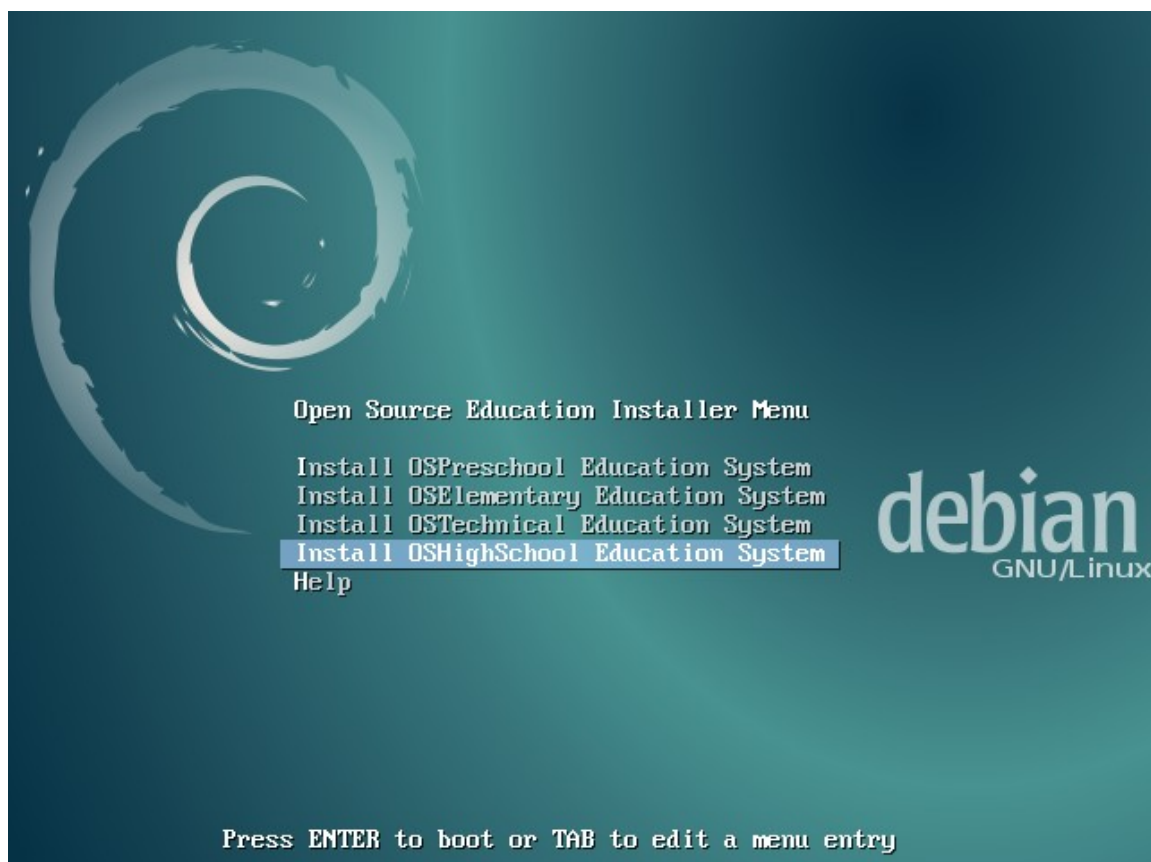 Open Source Education Installer Menu
Install OSPreschool Education System
Install OSElementary Education System
Install OSTechnical Education System
Install OSHighSchool Education System
Help
debian
GNU/Linux
Press ENTER to boot or TAB to edit a menu entry